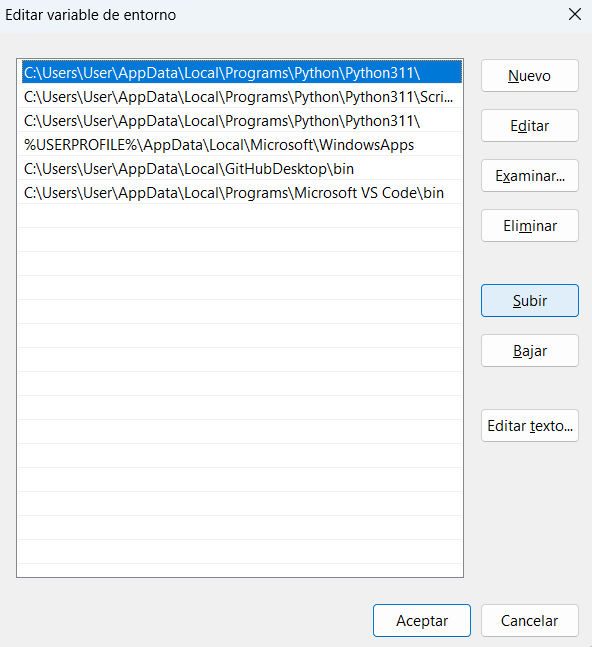 Editar variable de entorno
C:\Users\User\AppData\Local\Programs\Python\Python311\
C:\Users\User\AppData\Local\Programs\Python\Python311\Scri...
C:\Users\User\AppData\Local\Programs\Python\Python311\
%USERPROFILE%\AppData\Local\Microsoft\WindowsApps
C:\Users\User\AppData\Local\GitHubDesktop\bin
C:\Users\User\AppData\Local\Programs\Microsoft VS Code\bin
Nuevo
Editar
Examinar...
Eliminar
Subir
Bajar
Editar texto...
Aceptar
Cancelar